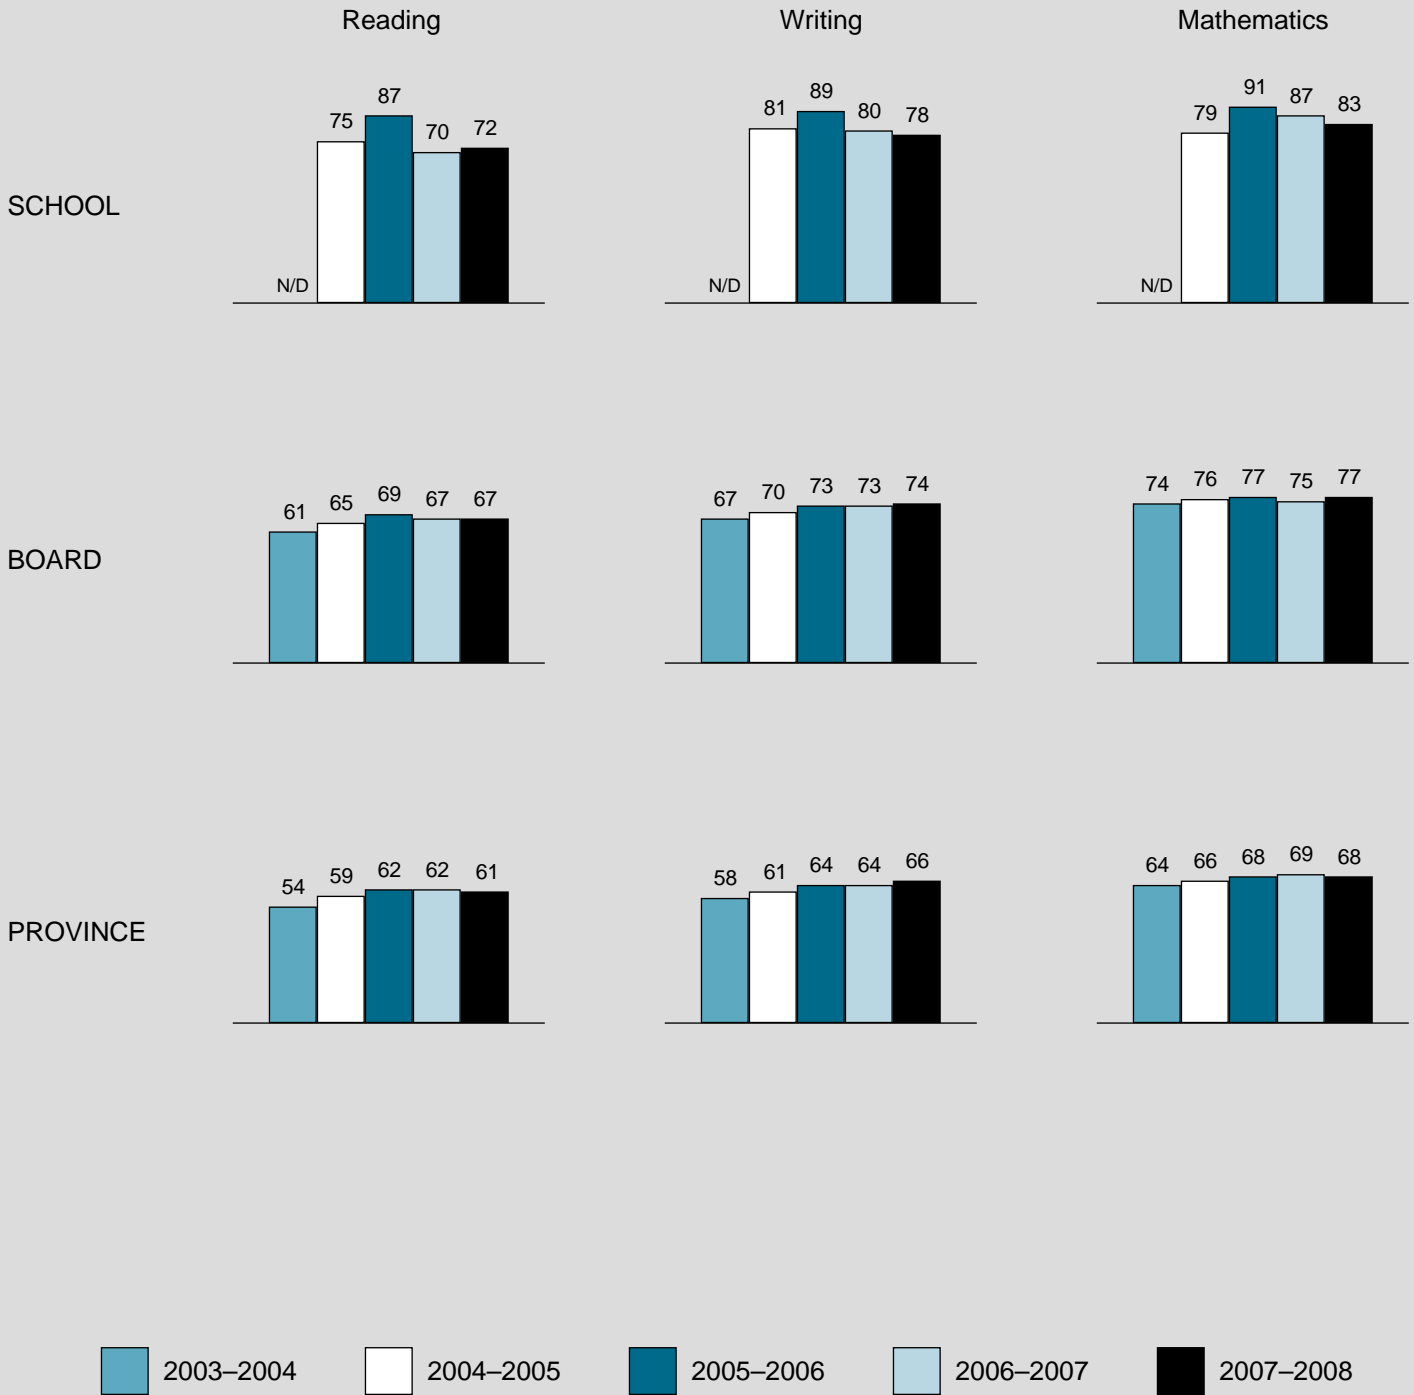 Reading Writing Mathematics
SCHOOL
N/D 75 87 70 72
N/D 81 89 80 78
N/D 79 91 87 83
BOARD
61 65 69 67 67
67 70 73 73 74
74 76 77 75 77
PROVINCE
54 59 62 62 61
58 61 64 64 66
64 66 68 69 68
2003–2004 2004–2005 2005–2006 2006–2007 2007–2008